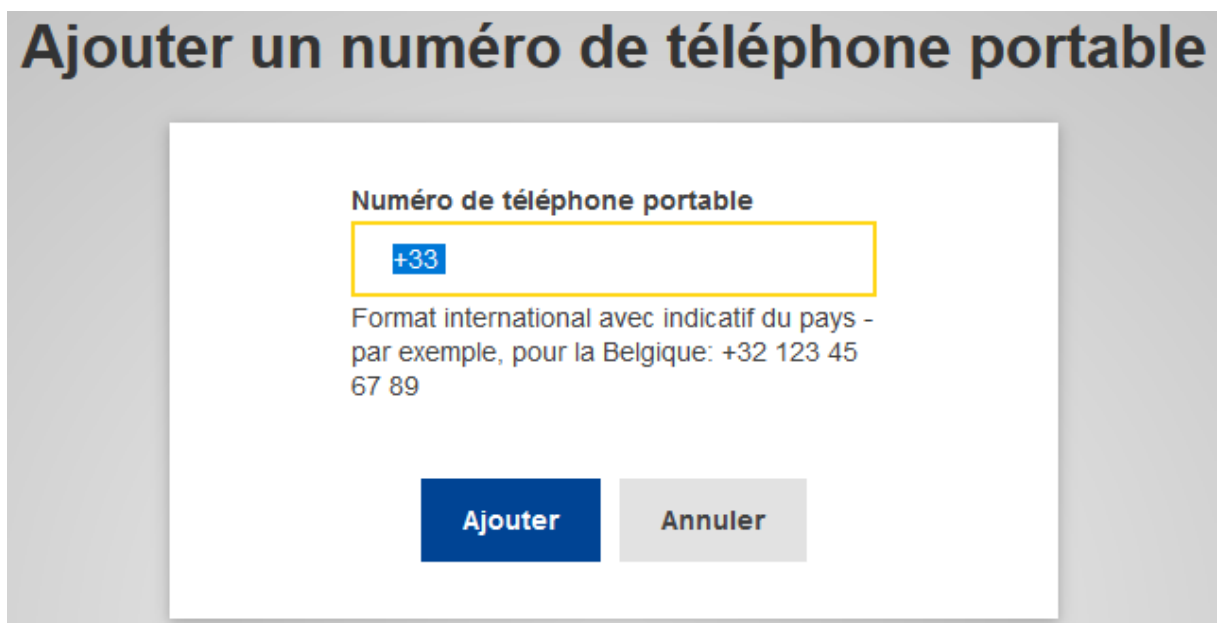 Ajouter un numéro de téléphone portable
Numéro de téléphone portable
+33
Format international avec indicatif du pays -
par exemple, pour la Belgique: +32 123 45
67 89
Ajouter
Annuler